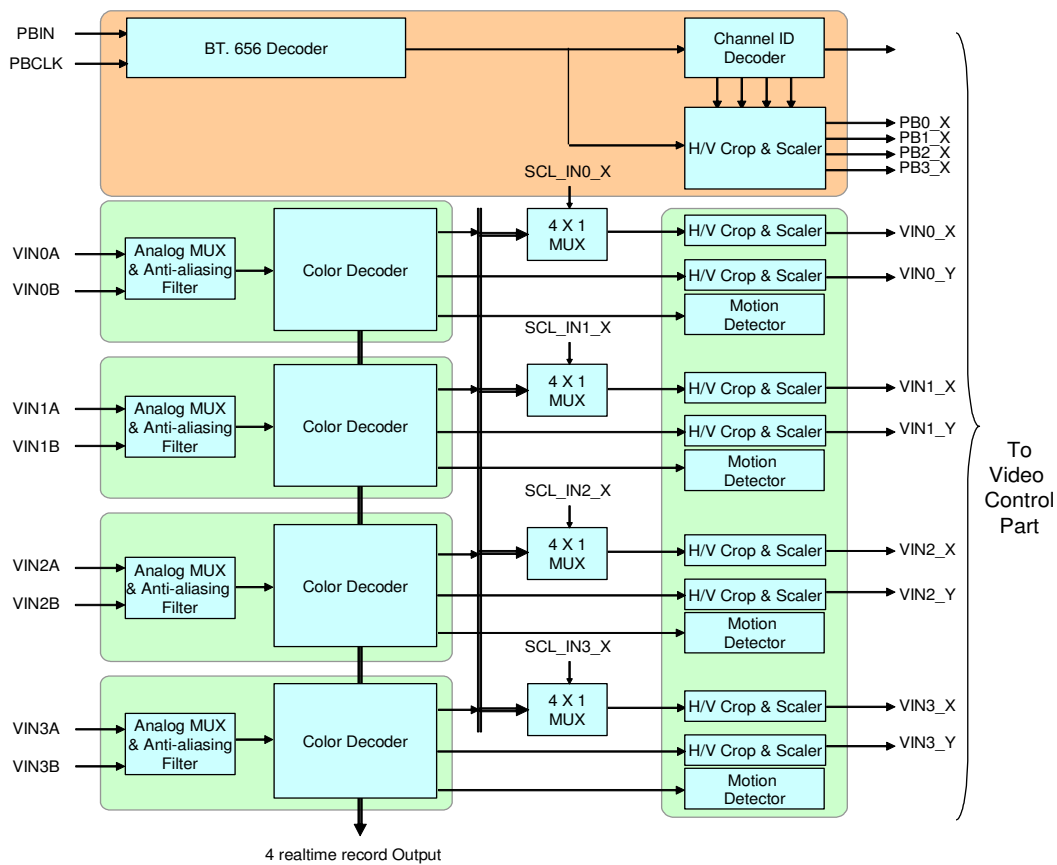 PBIN
PBCLK
BT. 656 Decoder
Channel ID
Decoder
H/V Crop & Scaler
PB0_X
PB1_X
PB2_X
PB3_X
SCL_IN0_X
4 X 1
MUX
VIN0A
VIN0B
Analog MUX
& Anti-aliasing
Filter
Color Decoder
H/V Crop & Scaler
VIN0_X
H/V Crop & Scaler
VIN0_Y
Motion
Detector
SCL_IN1_X
4 X 1
MUX
VIN1A
VIN1B
Analog MUX
& Anti-aliasing
Filter
Color Decoder
H/V Crop & Scaler
VIN1_X
H/V Crop & Scaler
VIN1_Y
Motion
Detector
To
Video
Control
Part
SCL_IN2_X
4 X 1
MUX
VIN2A
VIN2B
Analog MUX
& Anti-aliasing
Filter
Color Decoder
H/V Crop & Scaler
VIN2_X
H/V Crop & Scaler
VIN2_Y
Motion
Detector
SCL_IN3_X
4 X 1
MUX
VIN3A
VIN3B
Analog MUX
& Anti-aliasing
Filter
Color Decoder
H/V Crop & Scaler
VIN3_X
H/V Crop & Scaler
VIN3_Y
Motion
Detector
4 realtime record Output